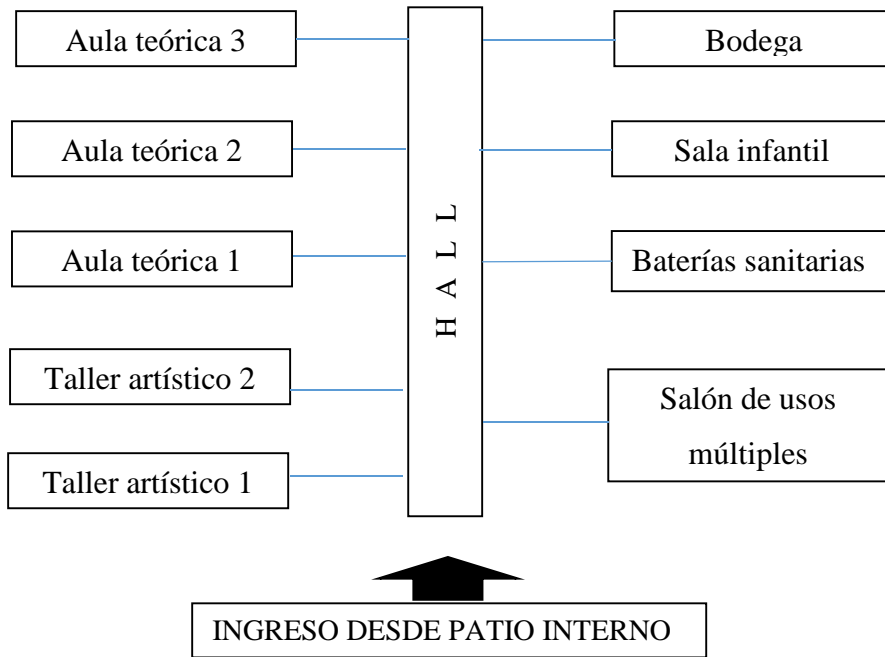 Aula teórica 3
Bodega
Aula teórica 2
Sala infantil
Aula teórica 1
Baterías sanitarias
H A L L
Taller artístico 2
Salón de usos
múltiples
Taller artístico 1
INGRESO DESDE PATIO INTERNO